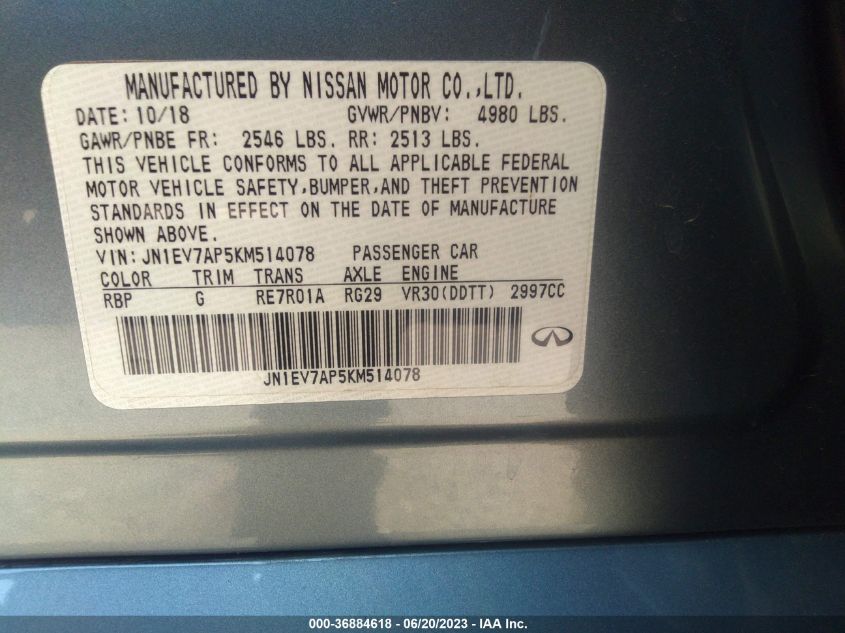 MANUFACTURED BY NISSAN MOTOR CO.,LTD.
DATE: 10/18 GVWR/PNBV: 4980 LBS.
GAWR/PNBE FR: 2546 LBS. RR: 2513 LBS.
THIS VEHICLE CONFORMS TO ALL APPLICABLE FEDERAL
MOTOR VEHICLE SAFETY,BUMPER,AND THEFT PREVENTION
STANDARDS IN EFFECT ON THE DATE OF MANUFACTURE
SHOWN ABOVE.
VIN:JN1EV7AP5KM514078 PASSENGER CAR
COLOR TRIM TRANS AXLE ENGINE
RBP G RE7R01A RG29 VR30(DDTT) 2997CC
JN1EV7AP5KM514078
000-36884618 - 06/20/2023 - IAA Inc.